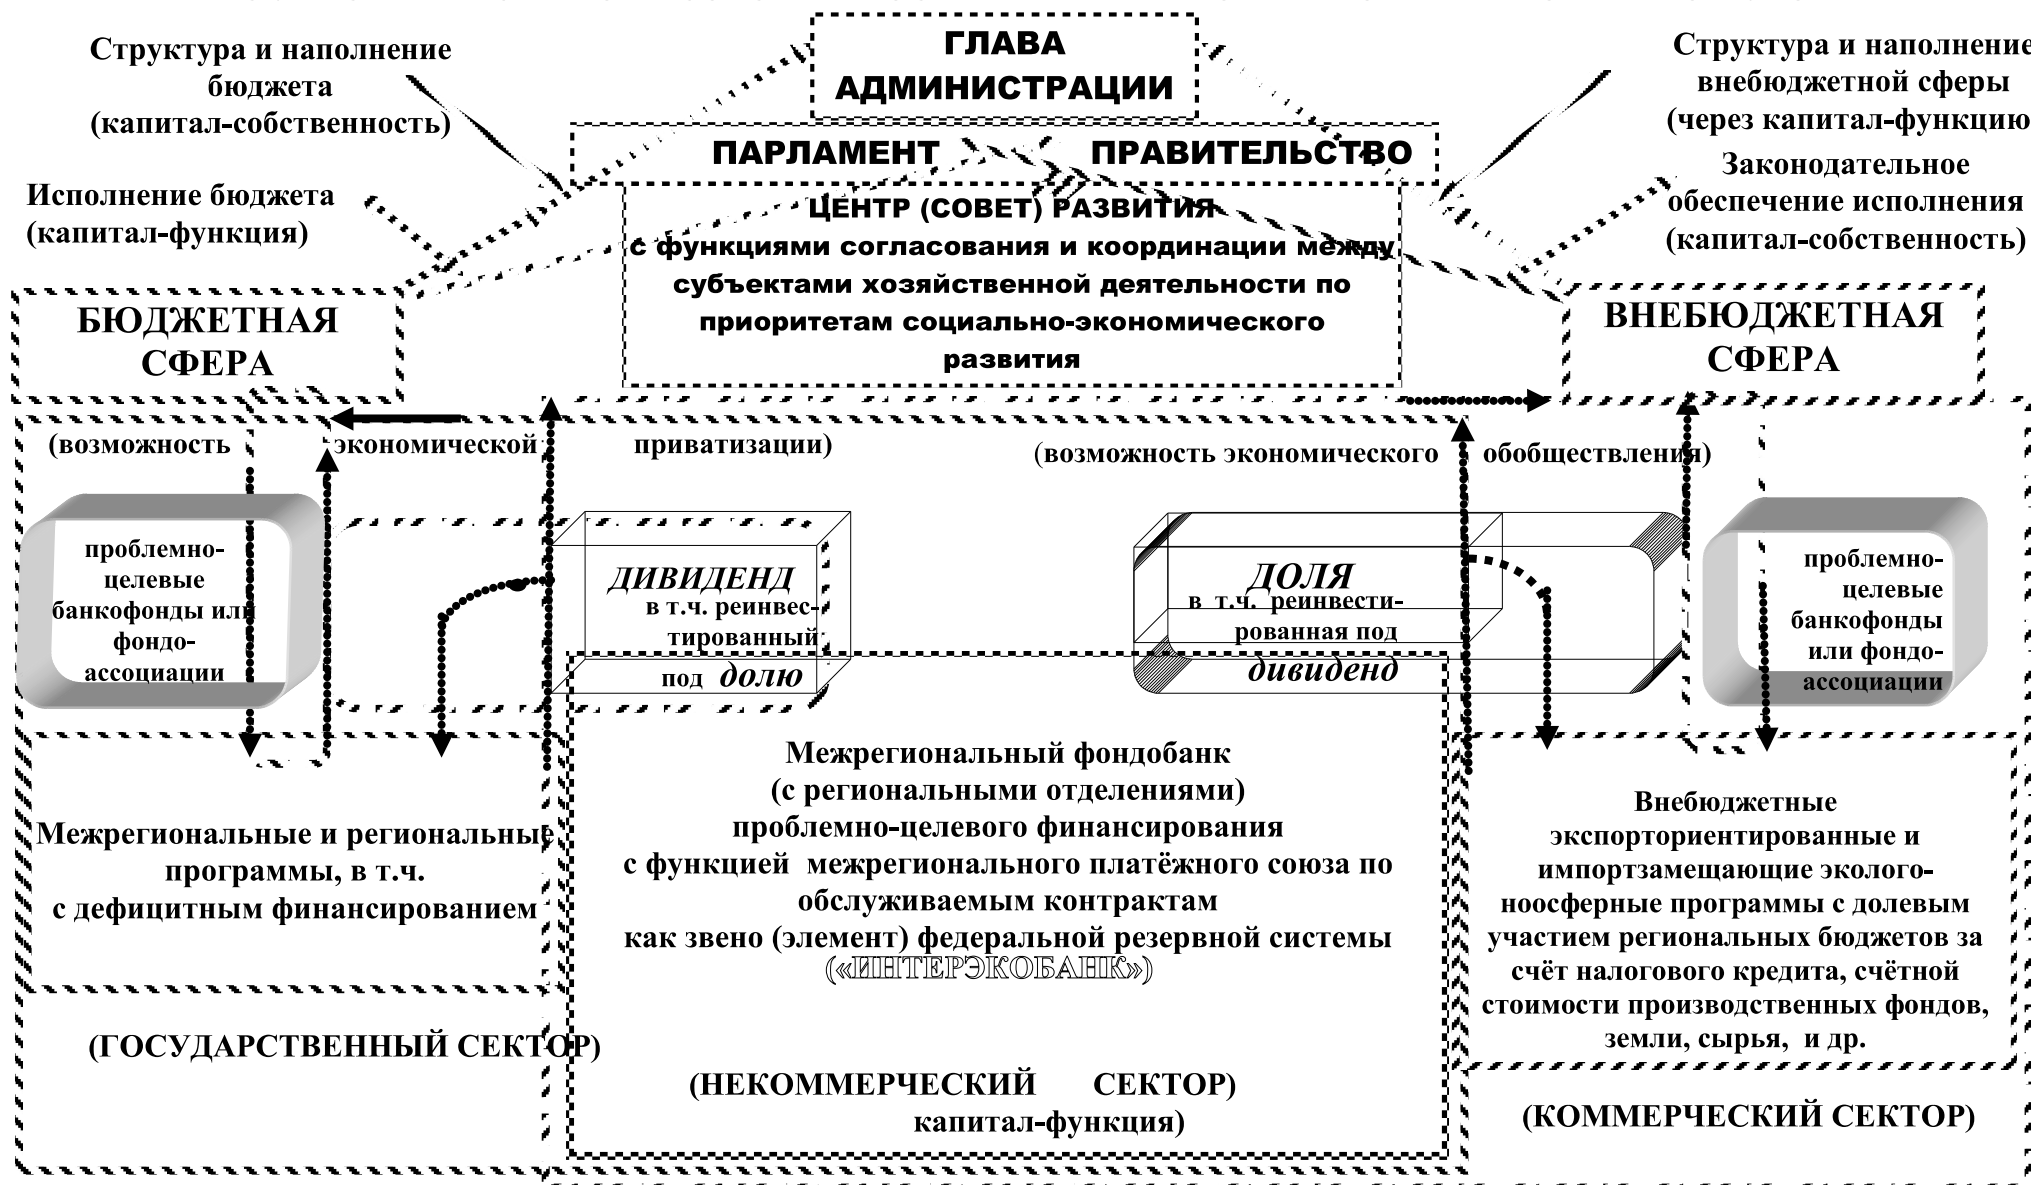 ГЛАВА
АДМИНИСТРАЦИИ
Структура и наполнение
бюджета
(капитал-собственность)
Структура и наполнение
внебюджетной сферы
(через капитал-функцию
ПАРЛАМЕНТ ПРАВИТЕЛЬСТВО
Исполнение бюджета
(капитал-функция)
Законодательное
обеспечение исполнения
(капитал-собственность)
ЦЕНТР (СОВЕТ) РАЗВИТИЯ
с функциями согласования и координации между
субъектами хозяйственной деятельности по
приоритетам социально-экономического
развития
БЮДЖЕТНАЯ
СФЕРА
ВНЕБЮДЖЕТНАЯ
СФЕРА
(возможность экономической приватизации)
(возможность экономического обобществления)
проблемно-
целевые
банкофонды или
фондо-
ассоциации
ДИВИДЕНД
в т.ч. реинвес-
тированный
под долю
ДОЛЯ
в т.ч. реинвести-
рованная под
дивиденд
проблемно-
целевые
банкофонды
или фондо-
ассоциации
Межрегиональные и региональные
программы, в т.ч.
с дефицитным финансированием
(ГОСУДАРСТВЕННЫЙ СЕКТОР)
Межрегиональный фондобанк
(с региональными отделениями)
проблемно-целевого финансирования
с функцией межрегионального платёжного союза по
обслуживаемым контрактам
как звено (элемент) федеральной резервной системы
(«ИНТЕРЭКОБАНК»)
(НЕКОММЕРЧЕСКИЙ СЕКТОР)
капитал-функция)
Внебюджетные
экспорториентированные и
импортзамещающие эколого-
ноосферные программы с долевым
участием региональных бюджетов за
счёт налогового кредита, счётной
стоимости производственных фондов,
земли, сырья, и др.
(КОММЕРЧЕСКИЙ СЕКТОР)